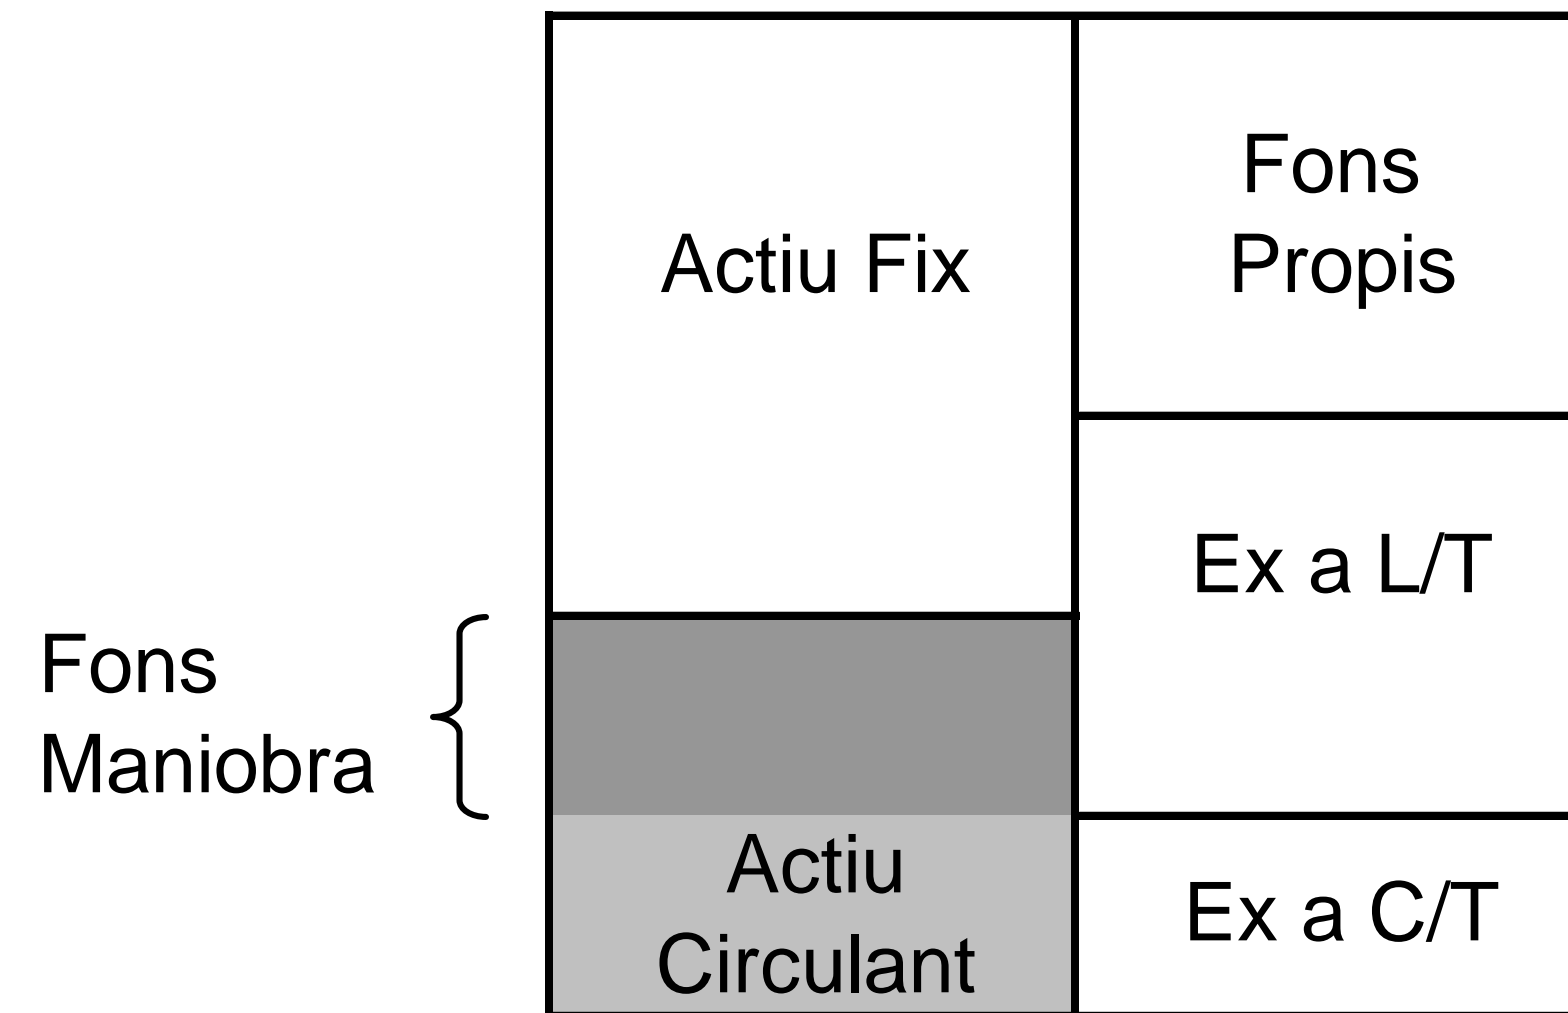 Fons
Propis
Actiu Fix
Ex a L/T
Fons
Maniobra
Actiu
Circulant
Ex a C/T